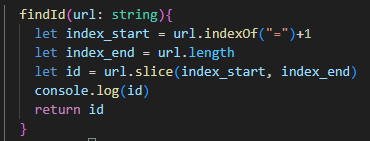 findId(url: string){
let index_start = url.indexOf("=")+1
let index_end = url.length
let id = url.slice(index_start, index_end)
console.log(id)
return id
}